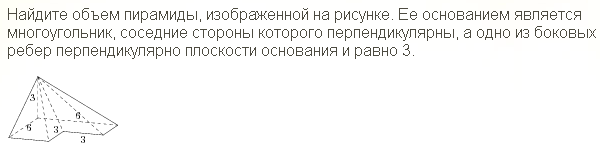 Найдите объем пирамиды, изображенной на рисунке. Ее основанием является
многоугольник, соседние стороны которого перпендикулярны, а одно из боковых
ребер перпендикулярно плоскости основания и равно 3.
3
6
6
3
3